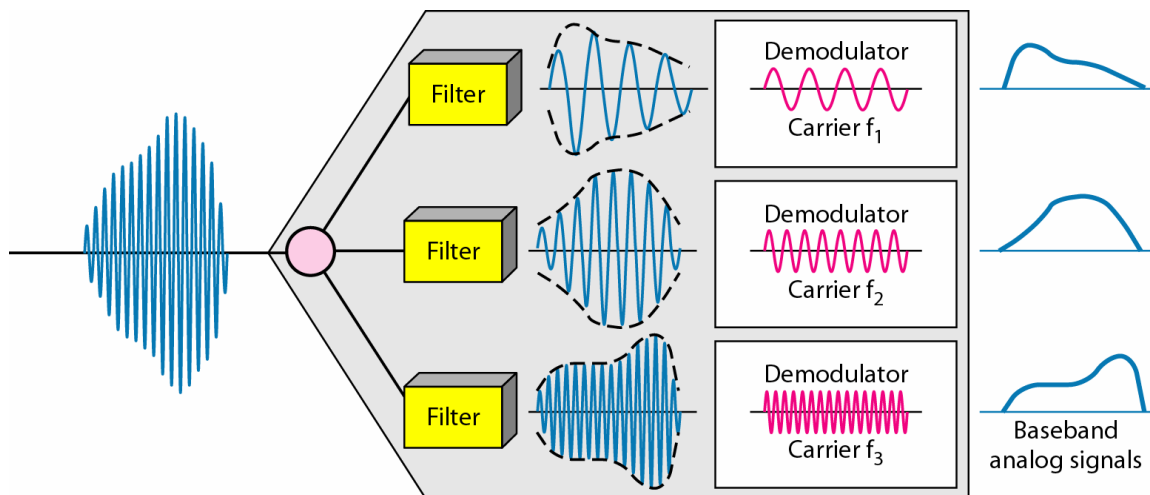 Filter
Demodulator
Carrier f₁
Filter
Demodulator
Carrier f₂
Filter
Demodulator
Carrier f₃
Baseband
analog signals